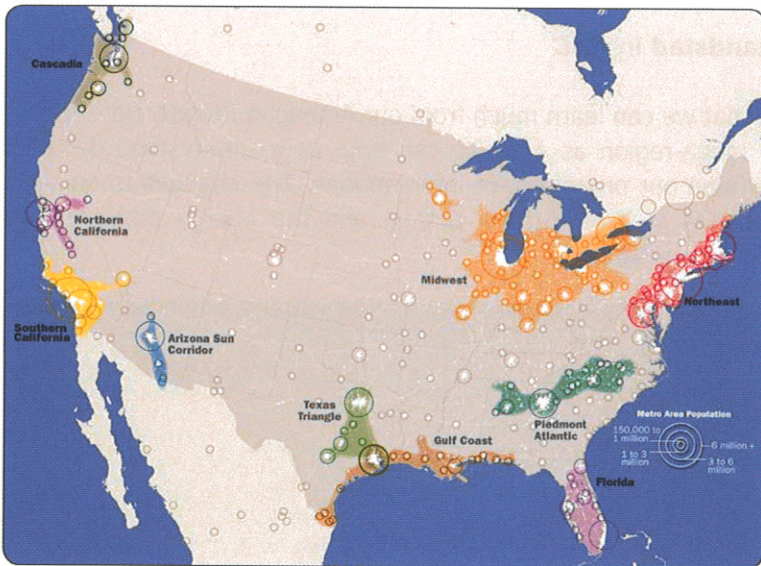 Cascadia
Northern
California
Southern
California
Arizona Sun
Corridor
Texas
Triangle
Gulf Coast
Midwest
Northeast
Piedmont
Atlantic
Florida
Metro Area Population
150,000 to
1 million
1 to 3
million
6 million +
3 to 6
million